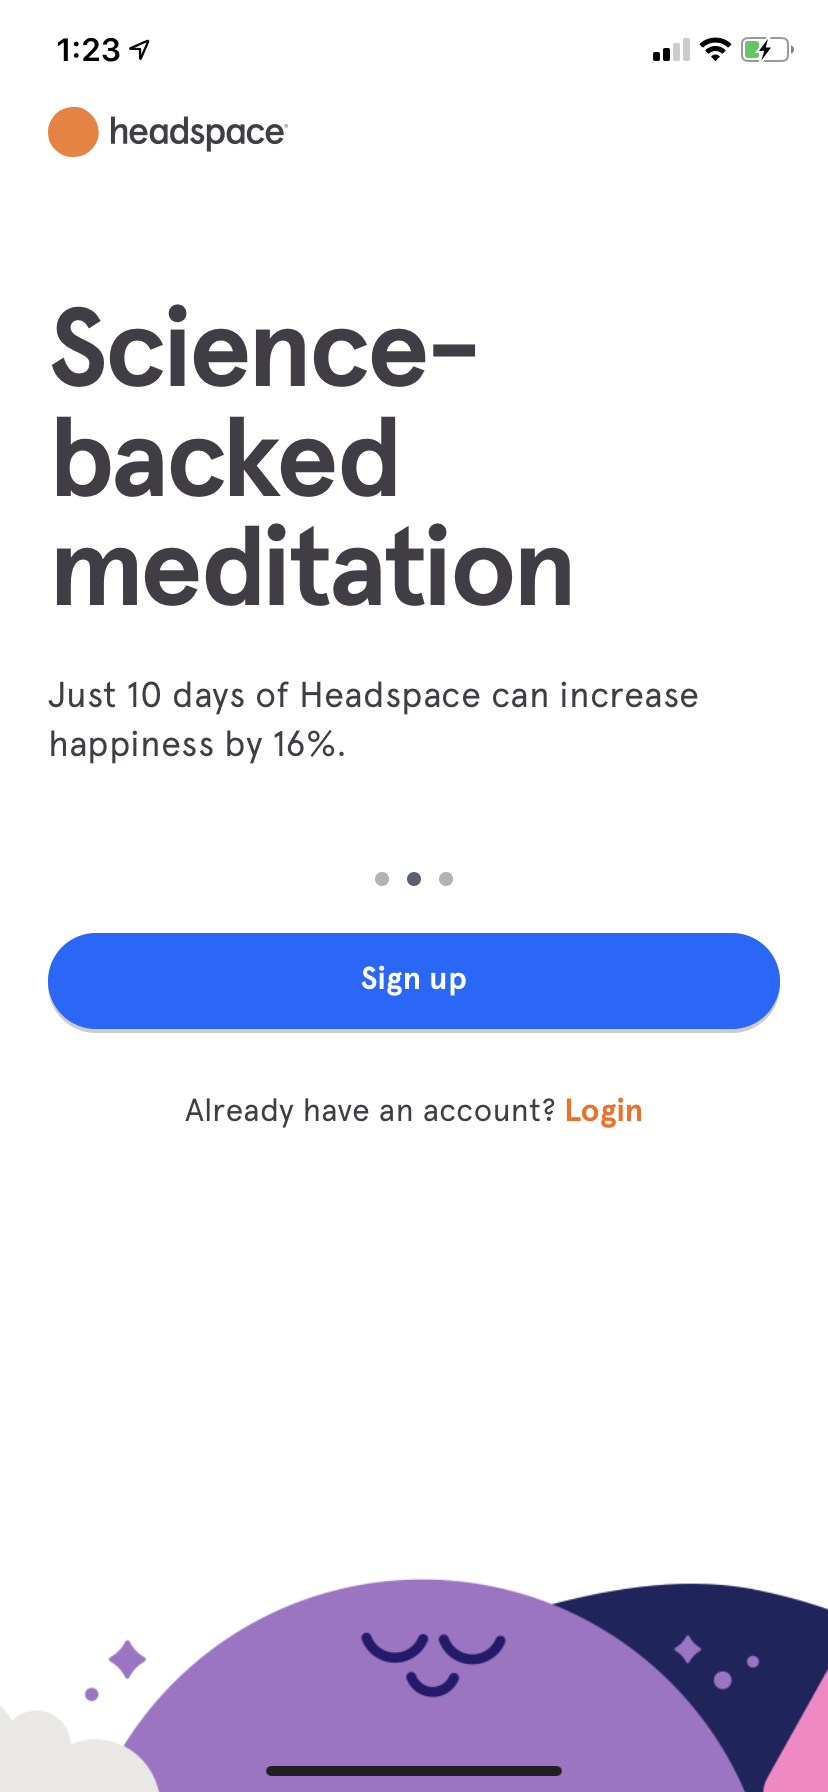 1:23
headspace
Science-
backed
meditation
Just 10 days of Headspace can increase
happiness by 16%.
Sign up
Already have an account? Login